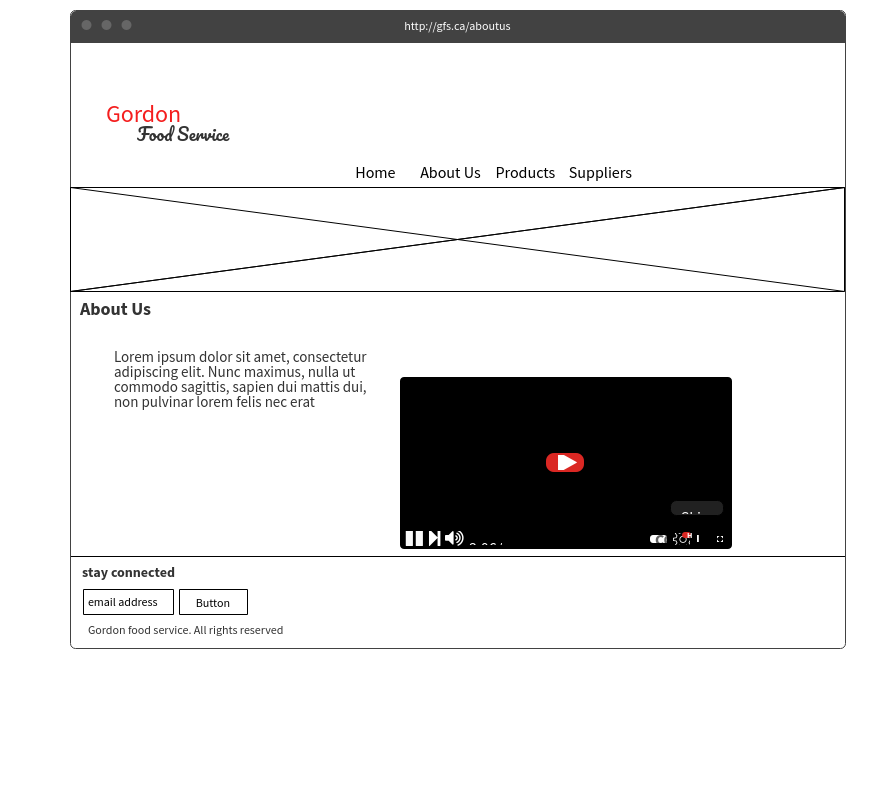 http://gfs.ca/aboutus
Gordon
Food Service
Home About Us Products Suppliers
About Us
Lorem ipsum dolor sit amet, consectetur
adipiscing elit. Nunc maximus, nulla ut
commodo sagittis, sapien dui mattis dui,
non pulvinar lorem felis nec erat
stay connected
email address Button
Gordon food service. All rights reserved